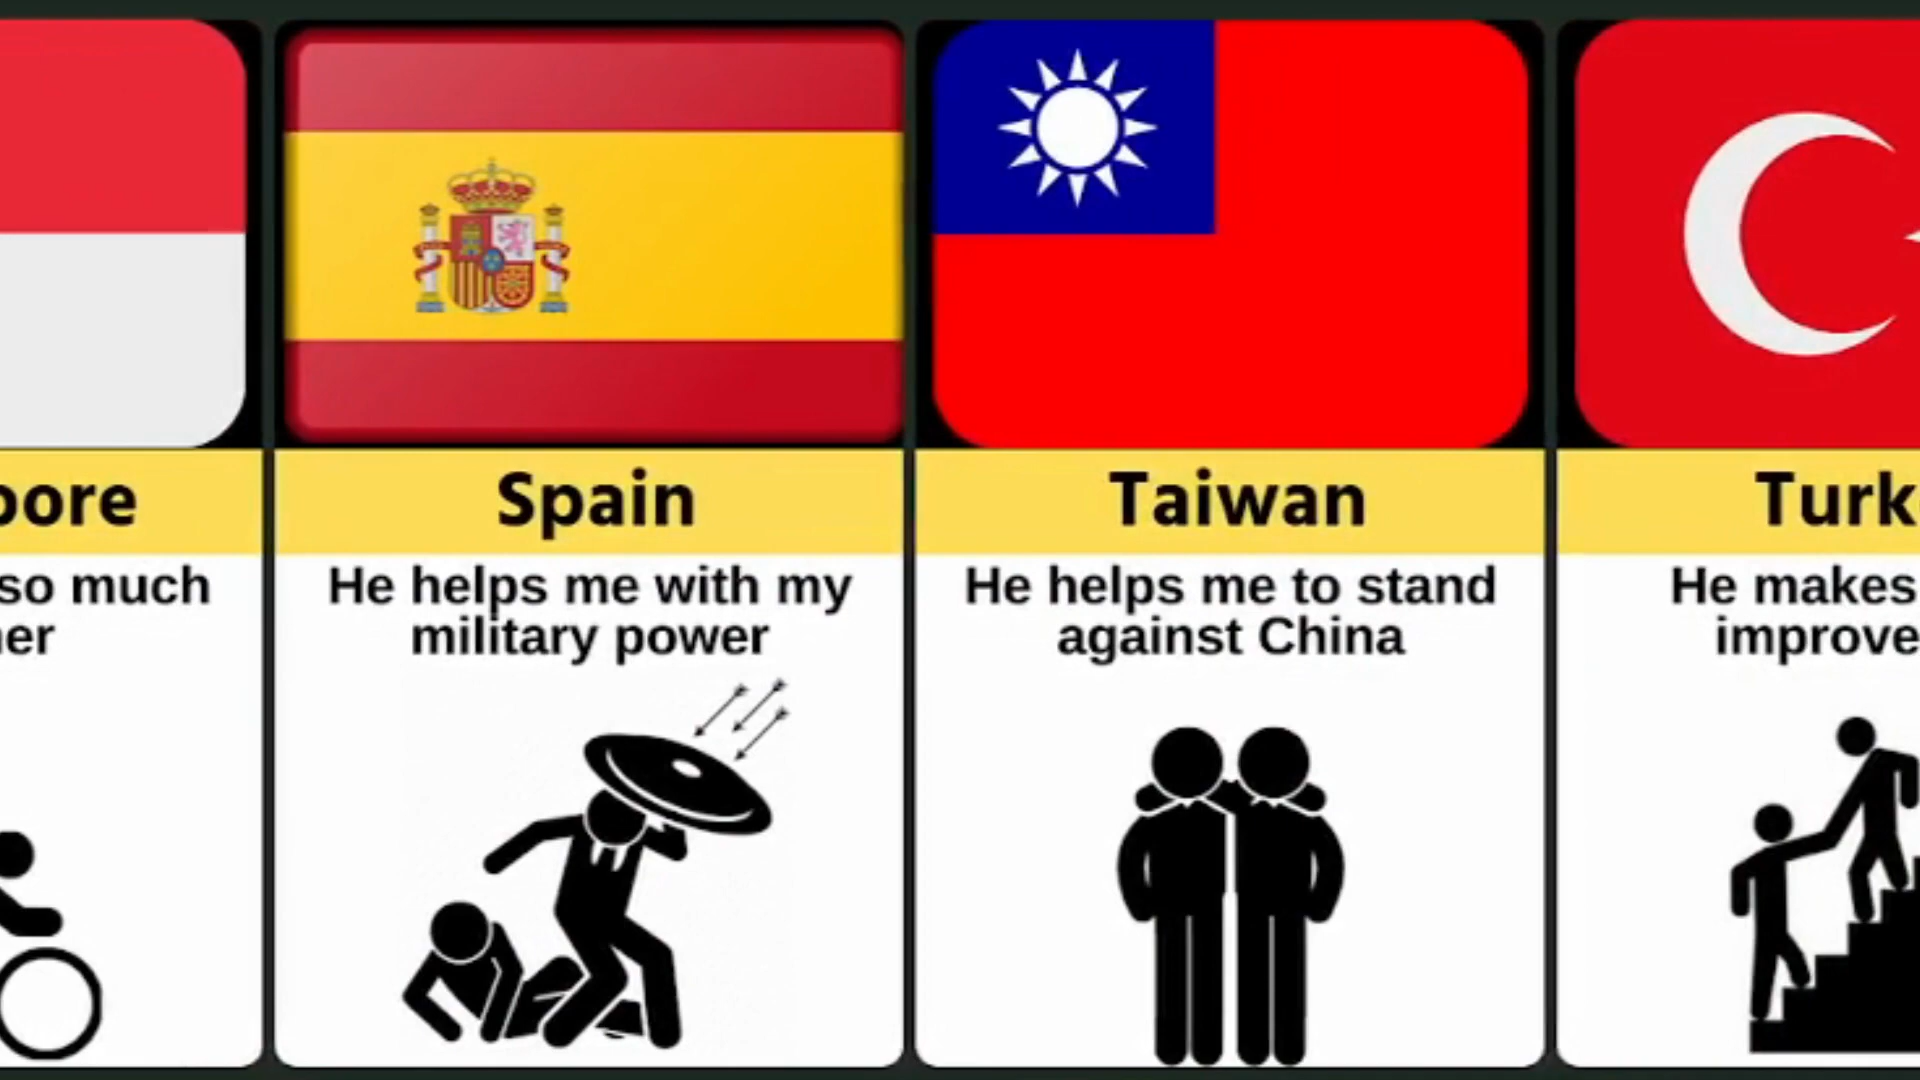 pore
so much
her
Spain
He helps me with my
military power
Taiwan
He helps me to stand
against China
Turk
He makes
improve